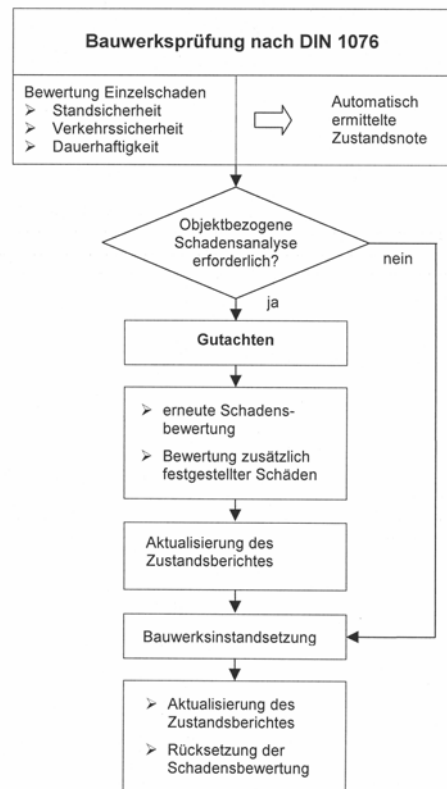 Bauwerksprüfung nach DIN 1076
Bewertung Einzelschaden
➢ Standsicherheit
➢ Verkehrssicherheit
➢ Dauerhaftigkeit
Automatisch
ermittelte
Zustandsnote
Objektbezogene
Schadensanalyse
erforderlich?
nein
ja
Gutachten
➢ erneute Schadens-
bewertung
➢ Bewertung zusätzlich
festgestellter Schäden
Aktualisierung des
Zustandsberichtes
Bauwerksinstandsetzung
➢ Aktualisierung des
Zustandsberichtes
➢ Rücksetzung der
Schadensbewertung